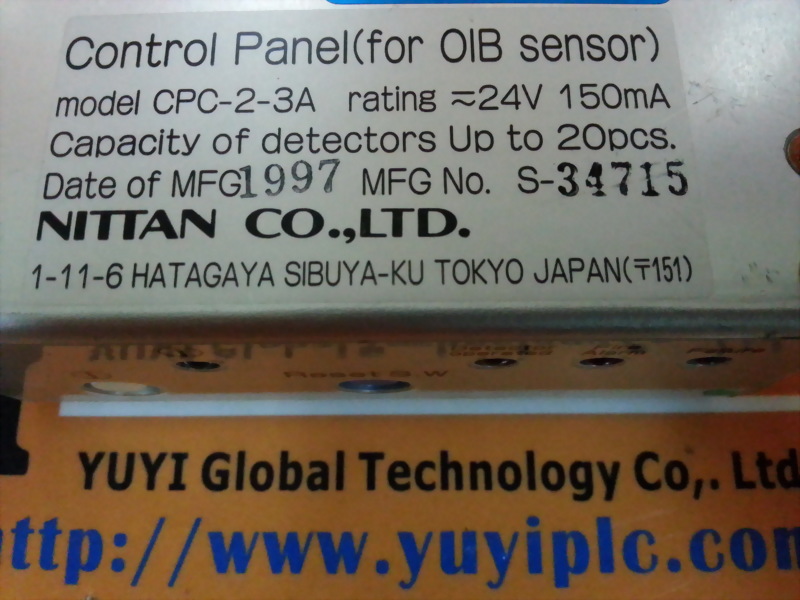 Control Panel(for OIB sensor)
model CPC-2-3A rating ≂24V 150mA
Capacity of detectors Up to 20pcs.
Date of MFG1997 MFG No. S-34715
NITTAN CO.,LTD.
1-11-6 HATAGAYA SIBUYA-KU TOKYO JAPAN(〒151)
Reset S.W
YUYI Global Technology Co,. Ltd
http://www.yuyiplc.com